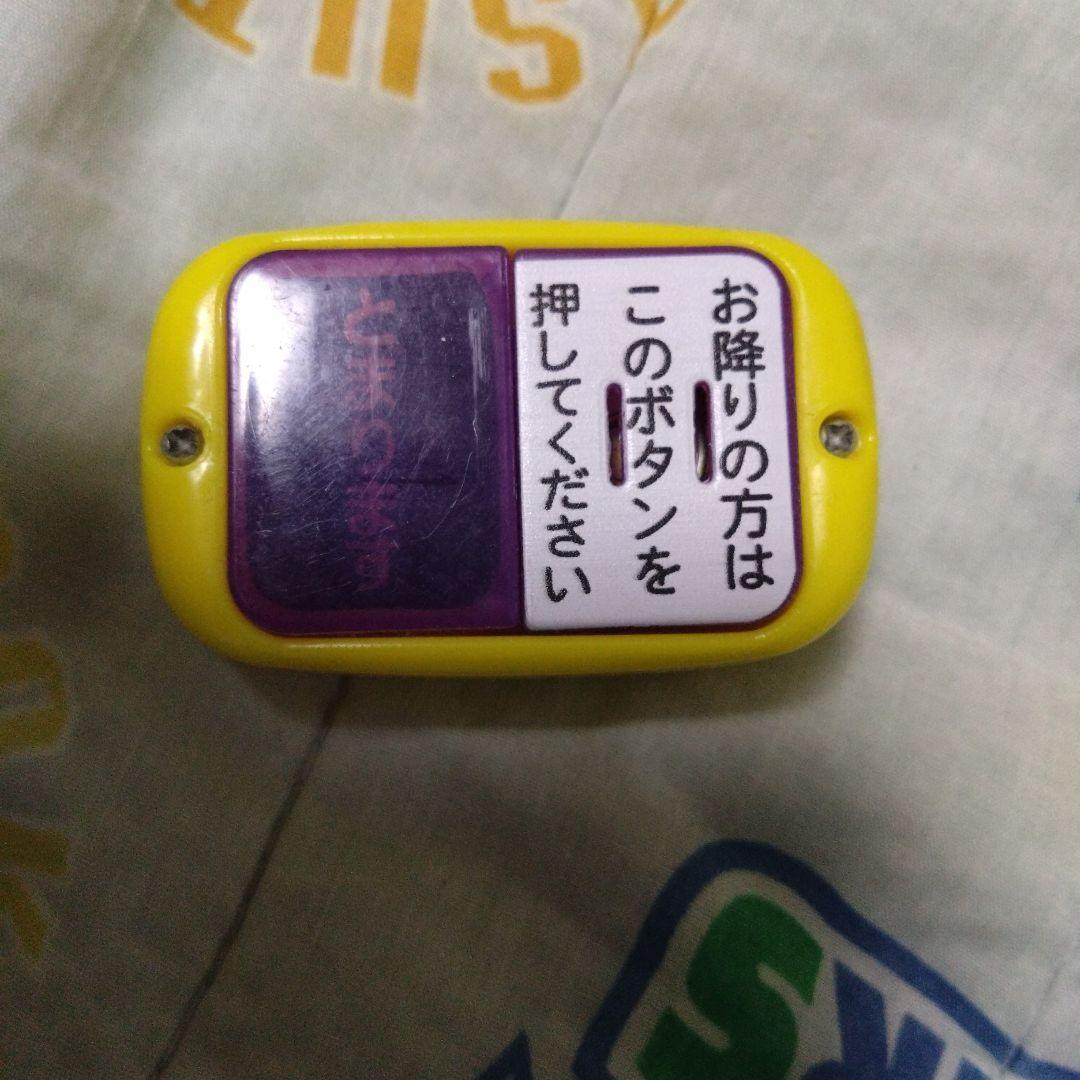 お降りの方は
このボタンを
押してください
とまります